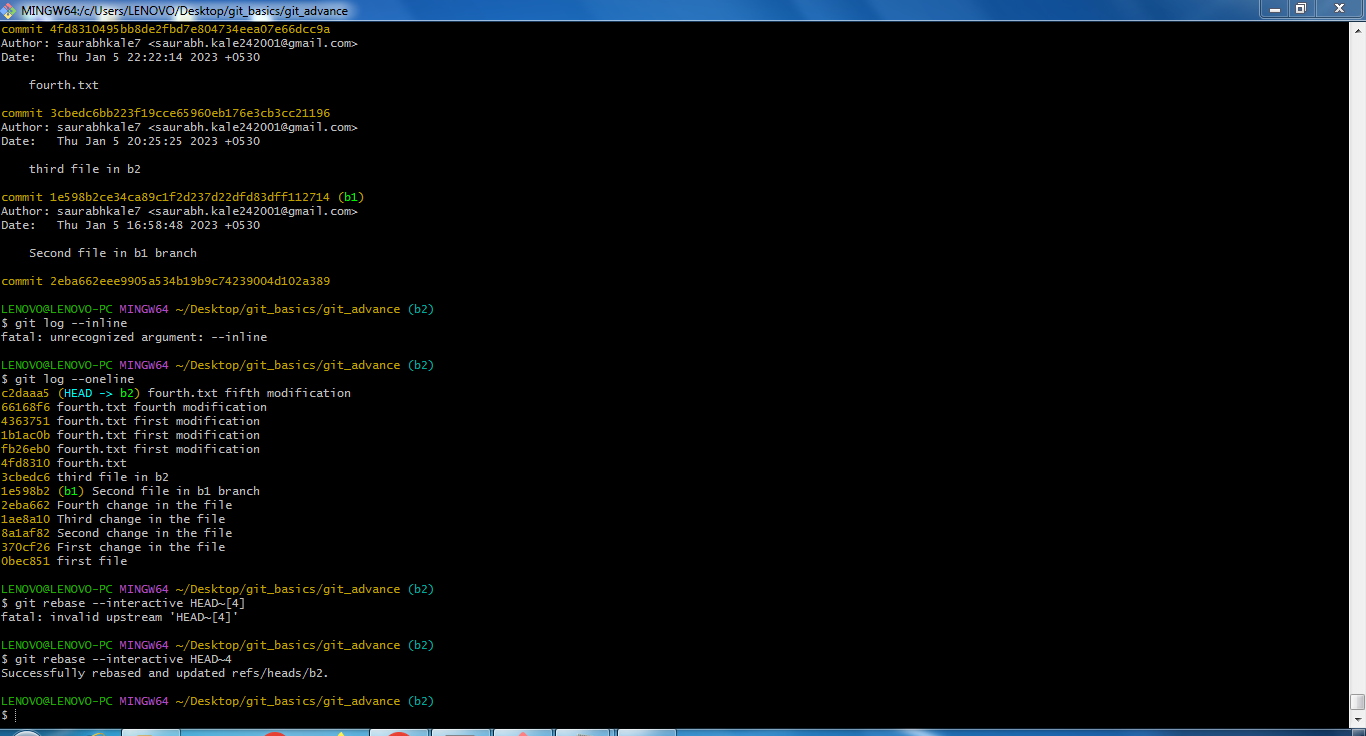 MINGW64:/c/Users/LENOVO/Desktop/git_basics/git_advance
commit 4fd8310495bb8de2fbd7e804734eea07e66dcc9a
Author: saurabhkale7 <saurabh.kale242001@gmail.com>
Date:   Thu Jan 5 22:22:14 2023 +0530
fourth.txt
commit 3cbedc6bb223f19cce65960eb176e3cb3cc21196
Author: saurabhkale7 <saurabh.kale242001@gmail.com>
Date:   Thu Jan 5 20:25:25 2023 +0530
third file in b2
commit 1e598b2ce34ca89c1f2d237d22dfd83dff112714 (b1)
Author: saurabhkale7 <saurabh.kale242001@gmail.com>
Date:   Thu Jan 5 16:58:48 2023 +0530
Second file in b1 branch
commit 2eba662eee9905a534b19b9c74239004d102a389
LENOVO@LENOVO-PC MINGW64 ~/Desktop/git_basics/git_advance (b2)
$ git log --inline
fatal: unrecognized argument: --inline
LENOVO@LENOVO-PC MINGW64 ~/Desktop/git_basics/git_advance (b2)
$ git log --oneline
c2daaa5 (HEAD -> b2) fourth.txt fifth modification
66168f6 fourth.txt fourth modification
4363751 fourth.txt first modification
1b1ac0b fourth.txt first modification
fb26eb0 fourth.txt first modification
4fd8310 fourth.txt
3cbedc6 third file in b2
1e598b2 (b1) Second file in b1 branch
2eba662 Fourth change in the file
1ae8a10 Third change in the file
8a1af82 Second change in the file
370cf26 First change in the file
0bec851 first file
LENOVO@LENOVO-PC MINGW64 ~/Desktop/git_basics/git_advance (b2)
$ git rebase --interactive HEAD~[4]
fatal: invalid upstream 'HEAD~[4]'
LENOVO@LENOVO-PC MINGW64 ~/Desktop/git_basics/git_advance (b2)
$ git rebase --interactive HEAD~4
Successfully rebased and updated refs/heads/b2.
LENOVO@LENOVO-PC MINGW64 ~/Desktop/git_basics/git_advance (b2)
$